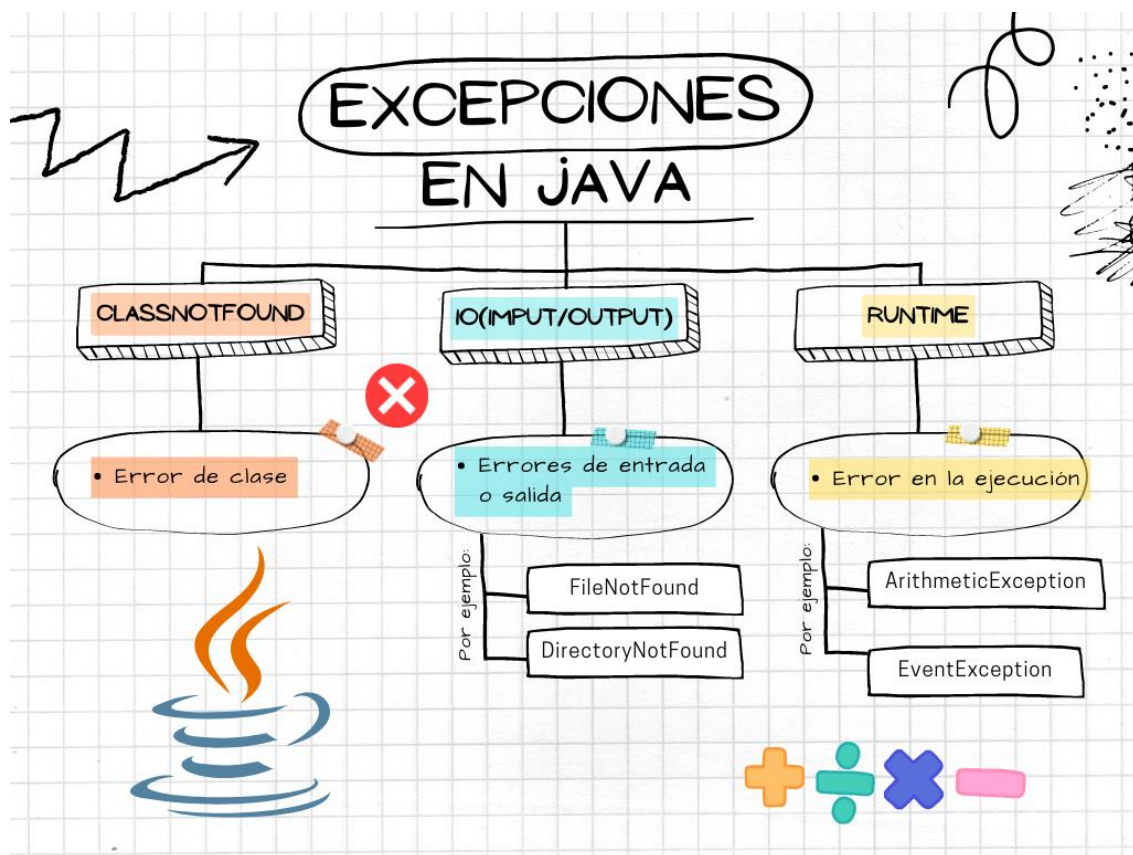 EXCEPCIONES
EN JAVA
CLASSNOTFOUND
IO(IMPUT/OUTPUT)
RUNTIME
• Error de clase
• Errores de entrada
o salida
• Error en la ejecución
Por ejemplo:
FileNotFound
DirectoryNotFound
Por ejemplo:
ArithmeticException
EventException